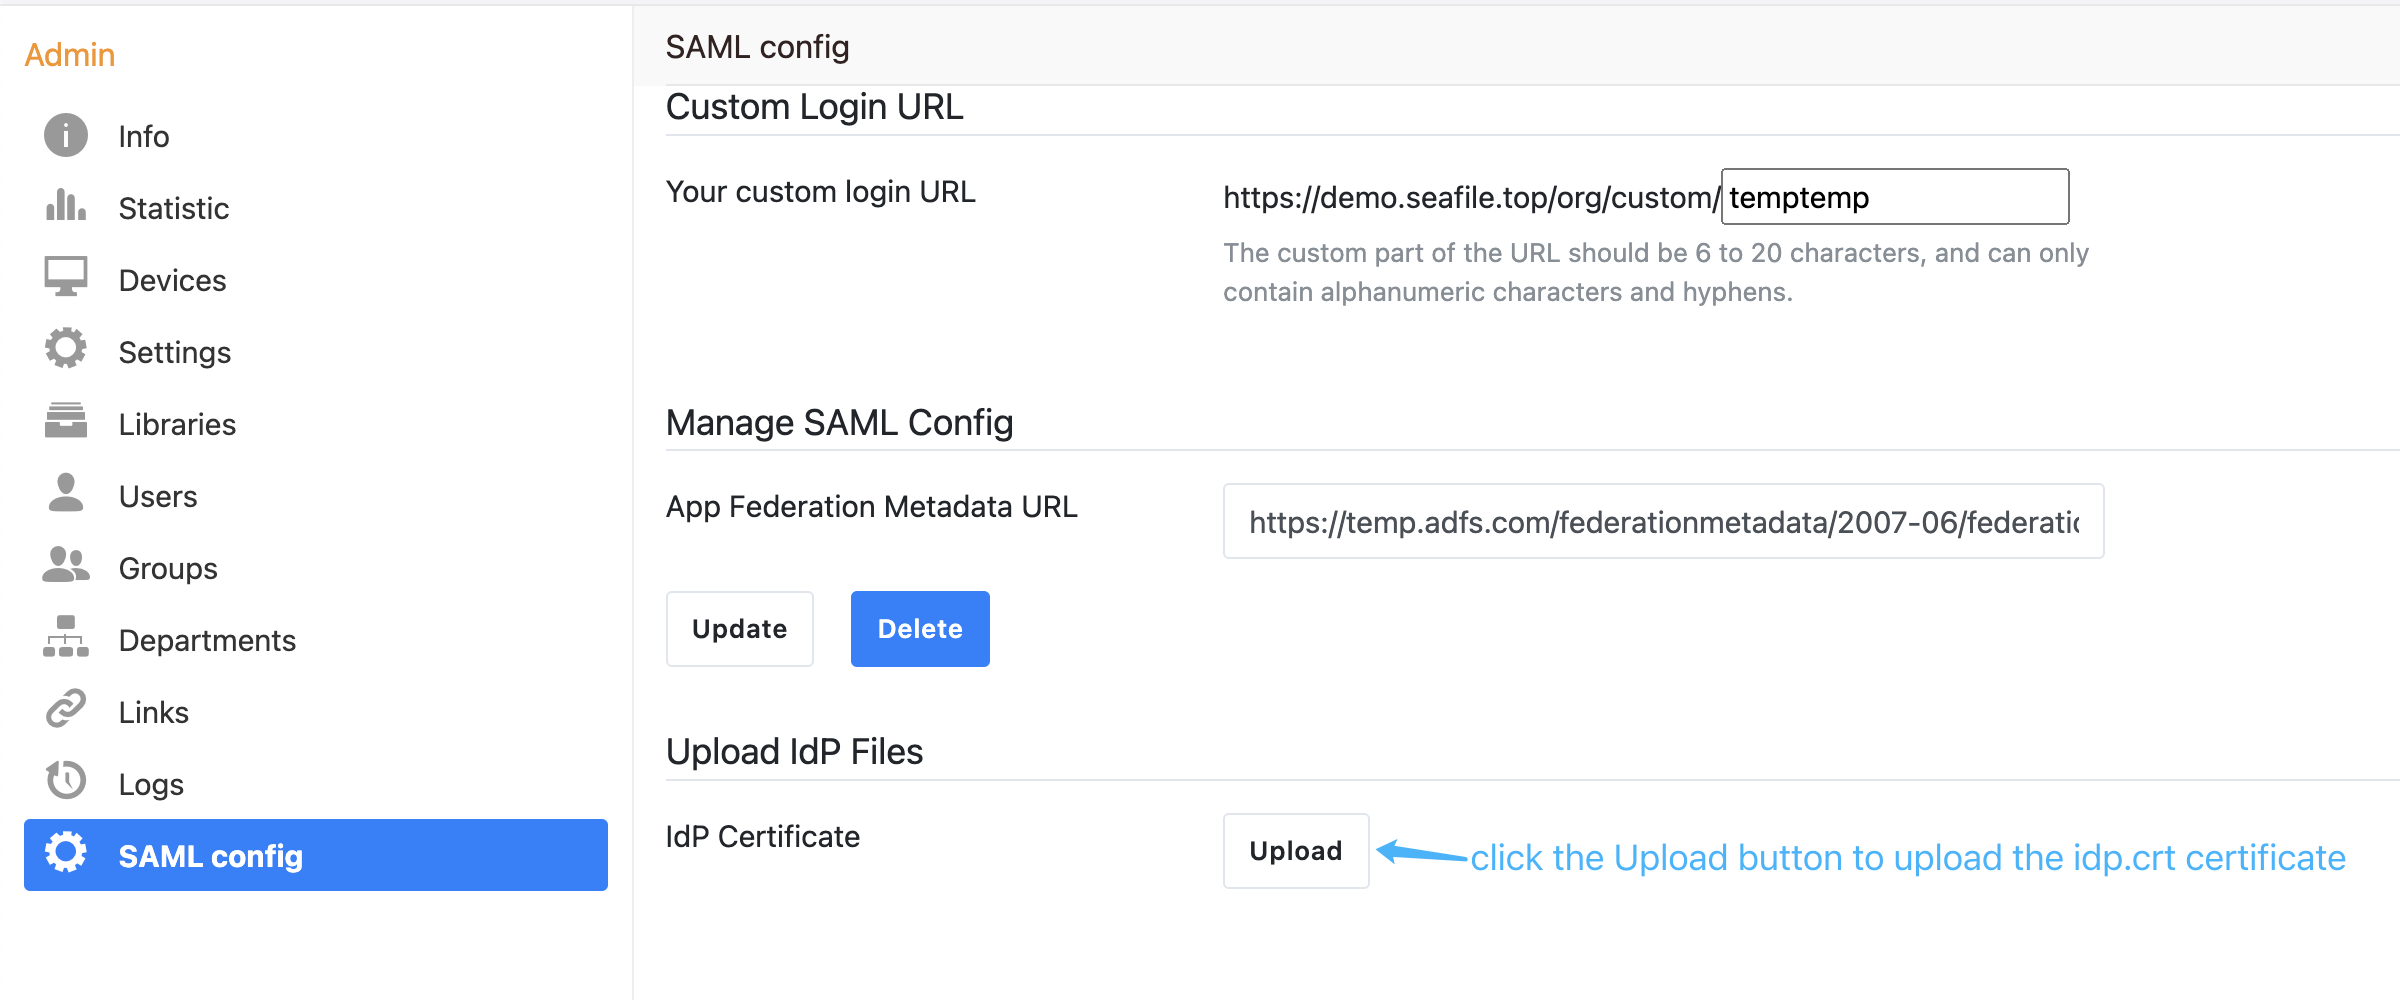 Admin
Info
Statistic
Devices
Settings
Libraries
Users
Groups
Departments
Links
Logs
SAML config
SAML config
Custom Login URL
Your custom login URL
https://demo.seafile.top/org/custom/ temptemp
The custom part of the URL should be 6 to 20 characters, and can only
contain alphanumeric characters and hyphens.
Manage SAML Config
App Federation Metadata URL
https://temp.adfs.com/federationmetadata/2007-06/federatic
Update Delete
Upload IdP Files
IdP Certificate
Upload
click the Upload button to upload the idp.crt certificate